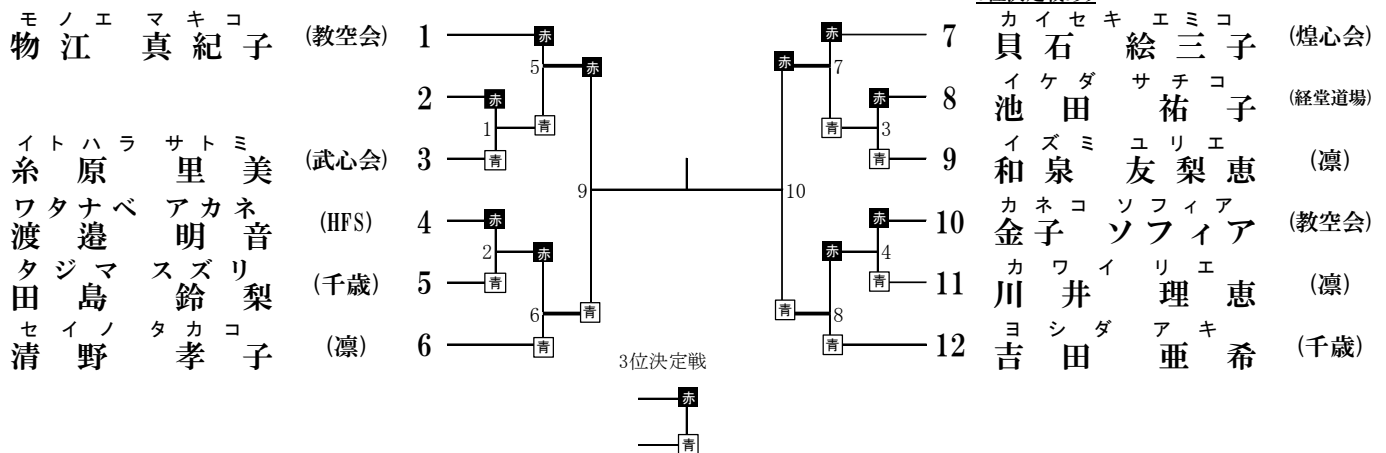 モノエ マキコ
物江 真紀子 (教空会) 1
2
イトハラ サトミ
糸原 里美 (武心会) 3
ワタナベ アカネ
渡邉 明音 (HFS) 4
タジマ スズリ
田島 鈴梨 (千歳) 5
セイノ タカコ
清野 孝子 (凛) 6
赤
5
赤
赤
1
青
青
9
赤
2
赤
青
6
青
青
3位決定戦
赤
青
赤
赤
7
赤
青
3
青
10
赤
赤
4
青
青
8
青
カイセキ エミコ
7 貝石 絵三子 (煌心会)
イケダ サチコ
8 池田 祐子 (経堂道場)
イズミ ユリエ
9 和泉 友梨恵 (凛)
カネコ ソフィア
10 金子 ソフィア (教空会)
カワイ リエ
11 川井 理恵 (凛)
ヨシダ アキ
12 吉田 亜希 (千歳)